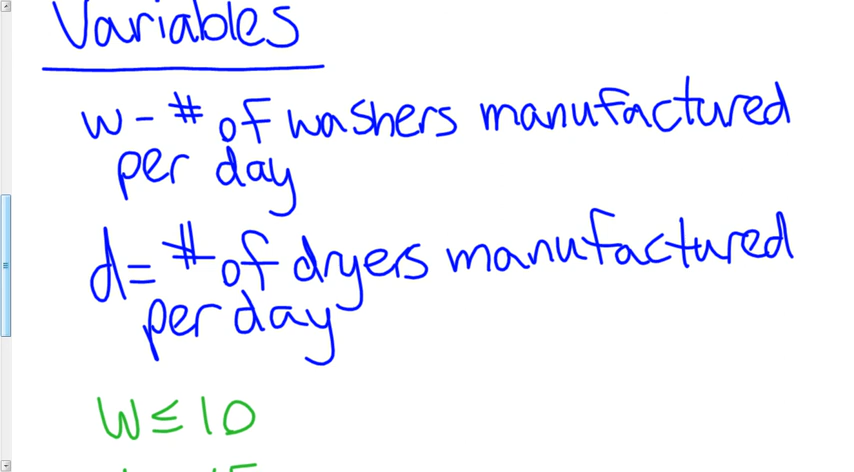 Variables
w - # of washers manufactured
per day
d = # of dryers manufactured
per day
W ≤ 10